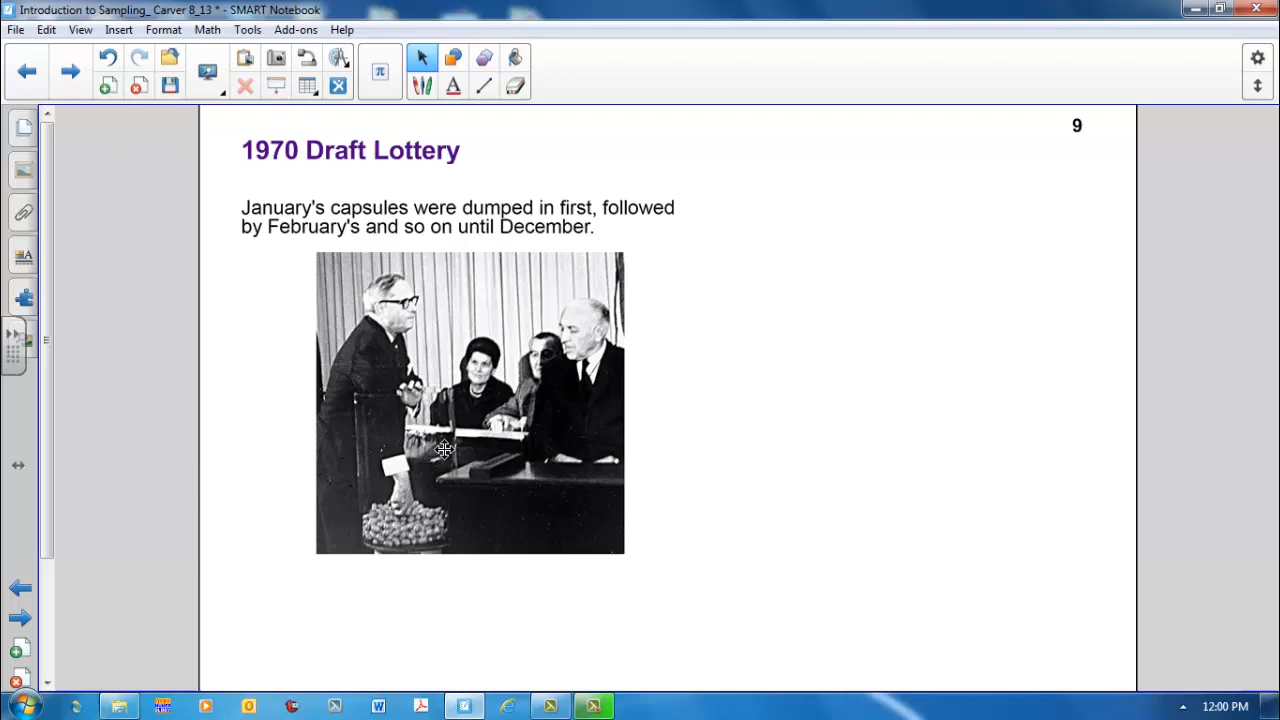 Introduction to Sampling_ Carver 8_13 * - SMART Notebook
File Edit View Insert Format Math Tools Add-ons Help
π
A
9
1970 Draft Lottery
January's capsules were dumped in first, followed
by February's and so on until December.
12:00 PM